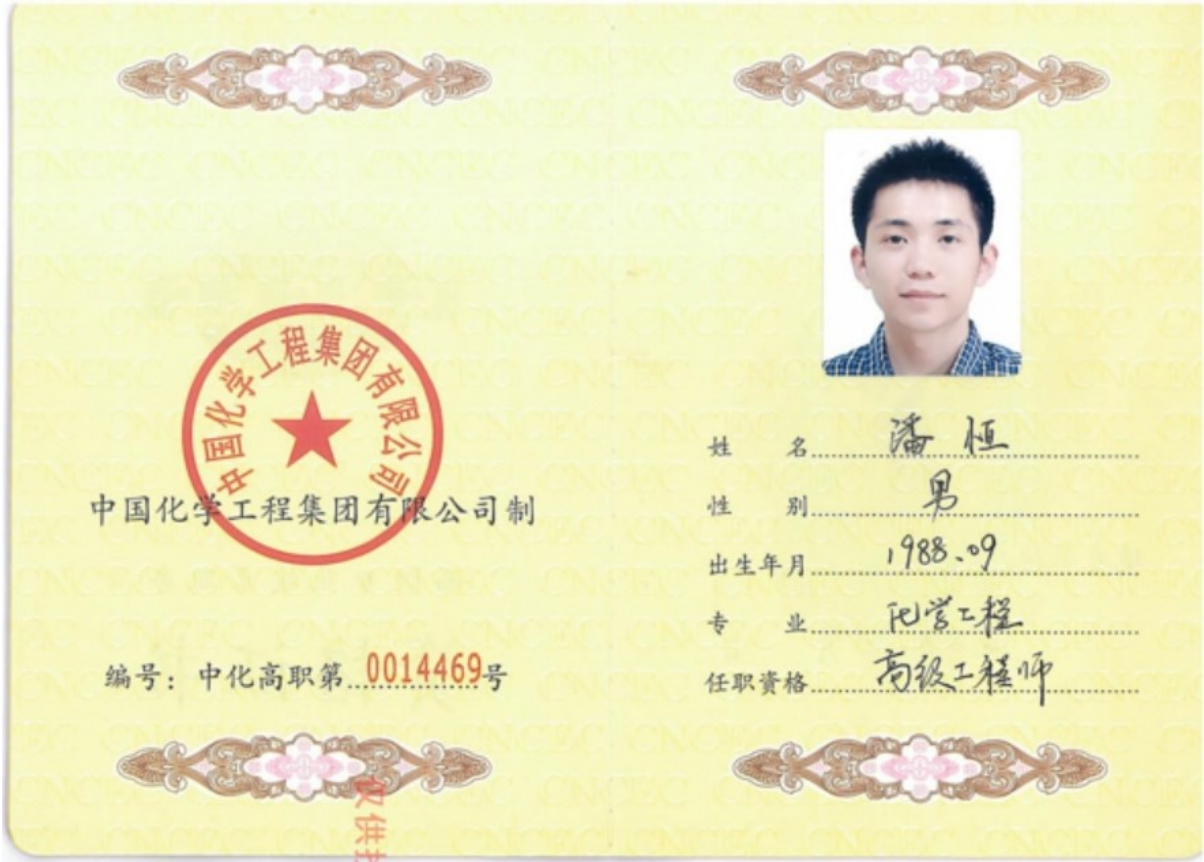 中国化学工程集团有限公司
中国化学工程集团有限公司制
编号：中化高职第0014469号
仅供
姓 名 潘恒
性 别 男
出生年月 1988.09
专 业 化学工程
任职资格 高级工程师